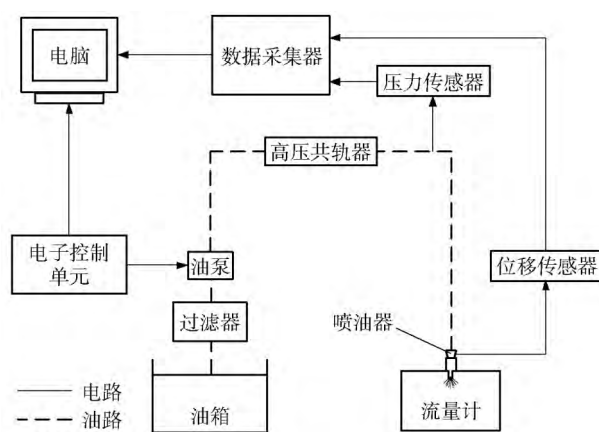 电脑
数据采集器
压力传感器
高压共轨器
电子控制
单元
油泵
位移传感器
过滤器
喷油器
电路
油路
油箱
流量计